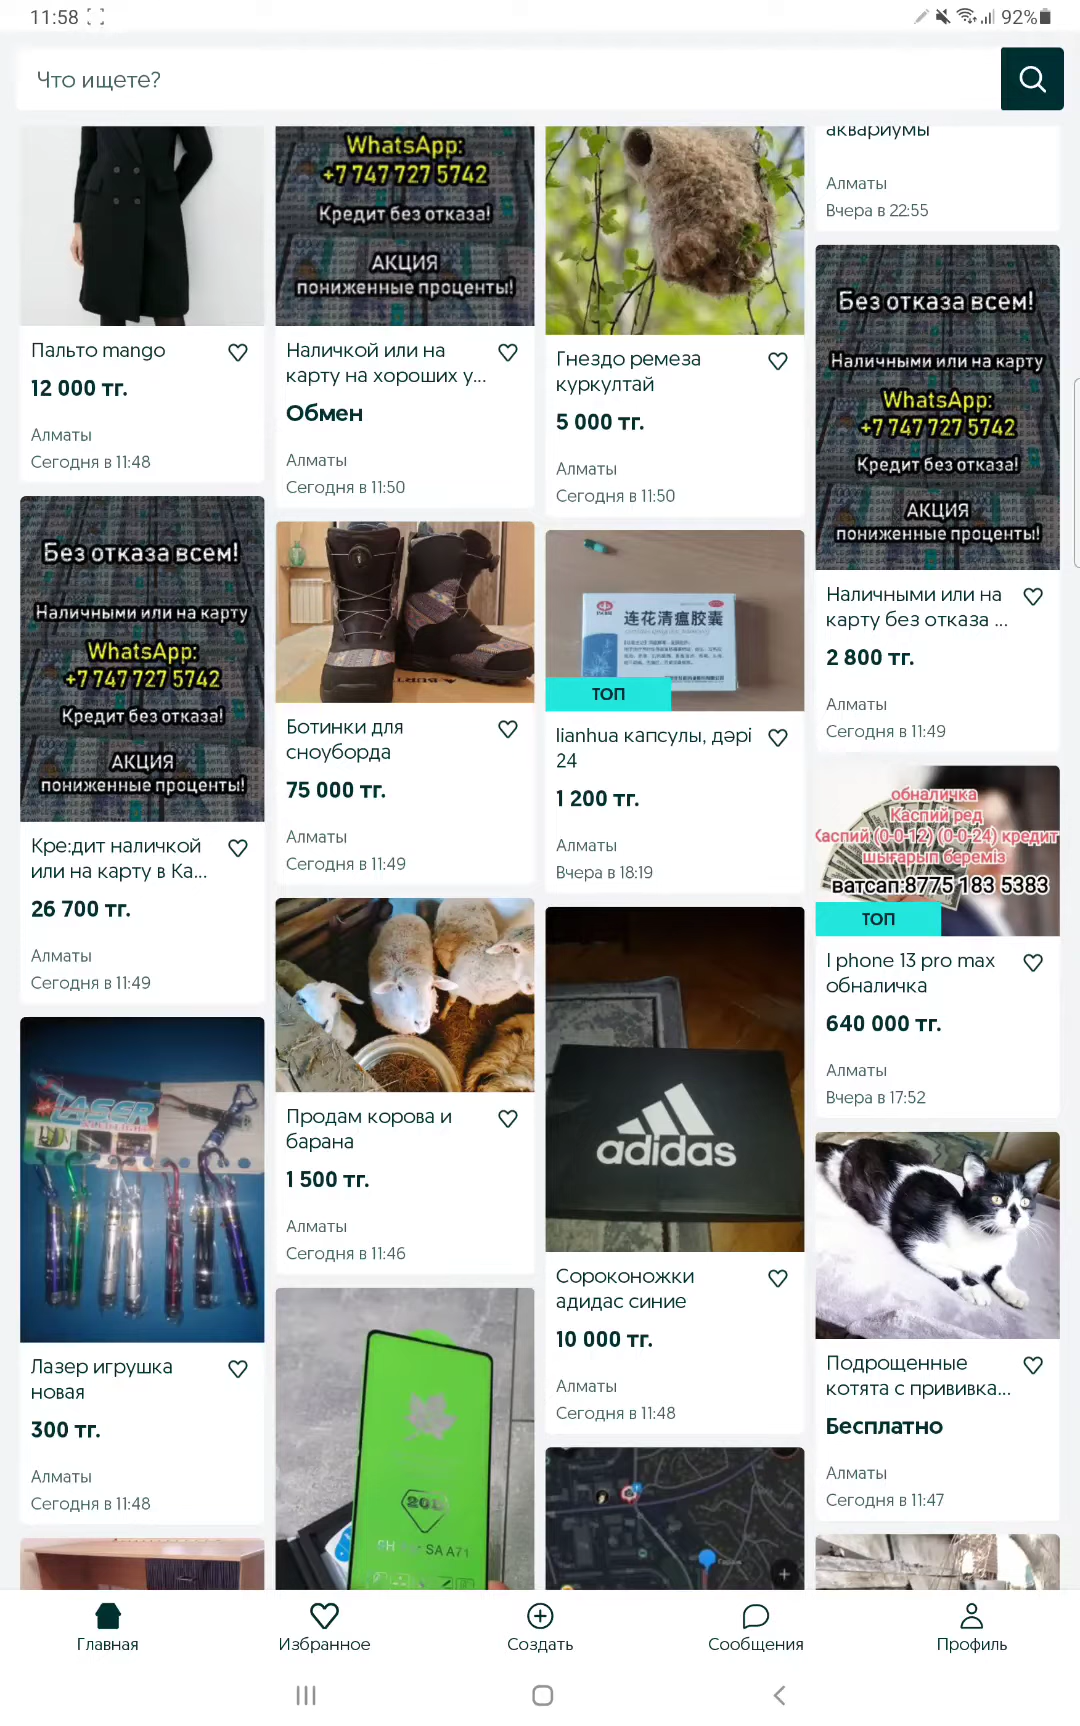 11:58
92%
Что ищете?
Пальто mango
12 000 тг.
Алматы
Сегодня в 11:48
Без отказа всем!
Наличными или на карту
WhatsApp:
+7 747 727 5742
Кредит без отказа!
АКЦИЯ
пониженные проценты!
Кре:дит наличкой
или на карту в Ка...
26 700 тг.
Алматы
Сегодня в 11:49
LASER
Лазер игрушка
новая
300 тг.
Алматы
Сегодня в 11:48
WhatsApp:
+7 747 727 5742
Кредит без отказа!
АКЦИЯ
пониженные проценты!
Наличкой или на
карту на хороших у...
Обмен
Алматы
Сегодня в 11:50
Ботинки для
сноуборда
75 000 тг.
Алматы
Сегодня в 11:49
Продам корова и
барана
1 500 тг.
Алматы
Сегодня в 11:46
SA A71
Гнездо ремеза
куркултай
5 000 тг.
Алматы
Сегодня в 11:50
连花清瘟胶囊
ТОП
lianhua капсулы, дәрі
24
1 200 тг.
Алматы
Вчера в 18:19
adidas
Сороконожки
адидас синие
10 000 тг.
Алматы
Сегодня в 11:48
аквариумы
Алматы
Вчера в 22:55
Без отказа всем!
Наличными или на карту
WhatsApp:
+7 747 727 5742
Кредит без отказа!
АКЦИЯ
пониженные проценты!
Наличными или на
карту без отказа ...
2 800 тг.
Алматы
Сегодня в 11:49
обналичка
Каспий ред
Каспий (0-0-12) (0-0-24) кредит
шығарып береміз
ватсап:8775 183 5383
ТОП
I phone 13 pro max
обналичка
640 000 тг.
Алматы
Вчера в 17:52
Подрощенные
котята с прививка...
Бесплатно
Алматы
Сегодня в 11:47
Главная
Избранное
Создать
Сообщения
Профиль